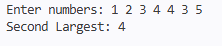 Enter numbers: 1 2 3 4 4 3 5
Second Largest: 4